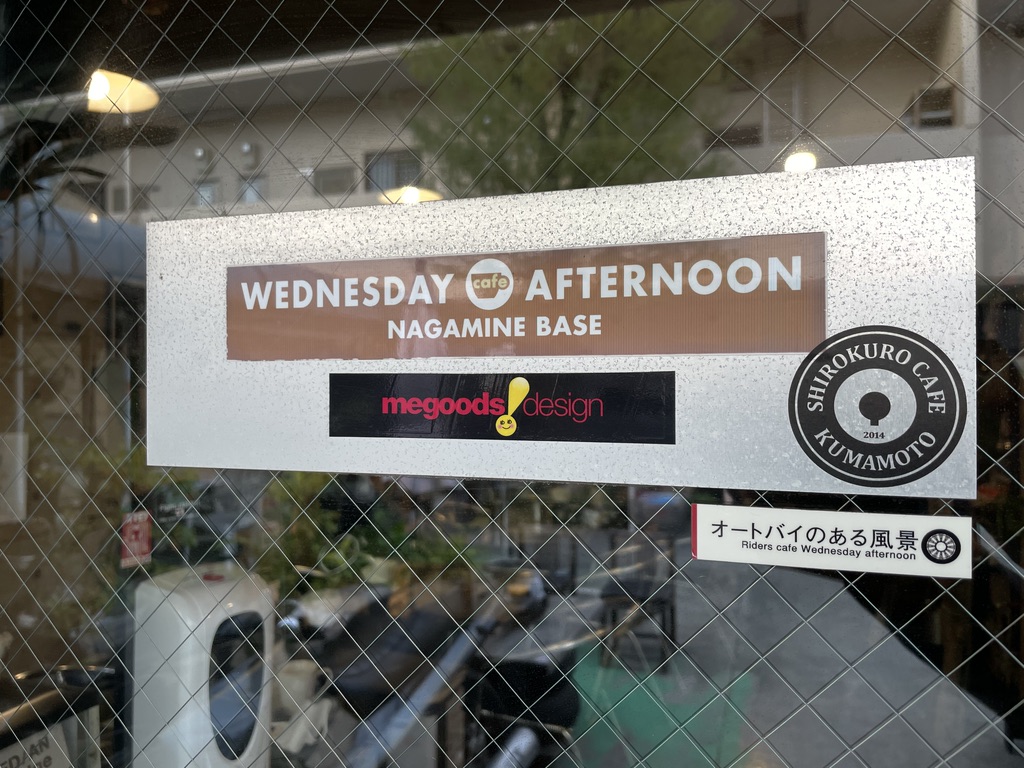 WEDNESDAY cafe AFTERNOON
NAGAMINE BASE
megoods!design
SHIROKURO CAFE
2014
KUMAMOTO
オートバイのある風景
Riders cafe Wednesday afternoon